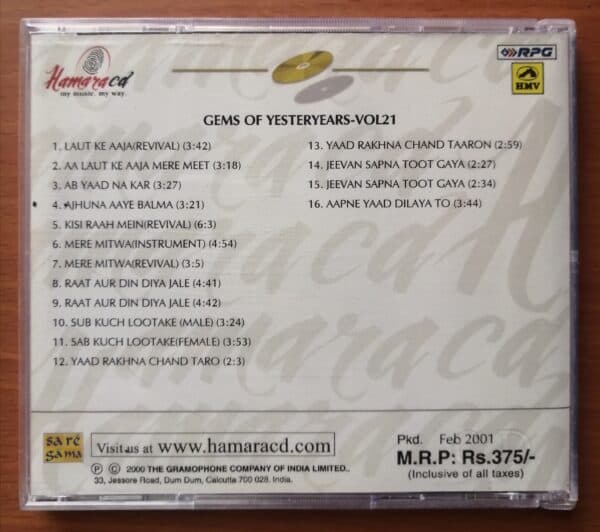 Hamaracd
my music. my way.
RPG
HMV
GEMS OF YESTERYEARS-VOL21
1. LAUT KE AAJA(REVIVAL) (3:42)
2. AA LAUT KE AAJA MERE MEET (3:18)
3. AB YAAD NA KAR (3:27)
4. AJHUNA AAYE BALMA (3:21)
5. KISI RAAH MEIN(REVIVAL) (6:3)
6. MERE MITWA(INSTRUMENT) (4:54)
7. MERE MITWA(REVIVAL) (3:5)
8. RAAT AUR DIN DIYA JALE (4:41)
9. RAAT AUR DIN DIYA JALE (4:42)
10. SUB KUCH LOOTAKE (MALE) (3:24)
11. SAB KUCH LOOTAKE(FEMALE) (3:53)
12. YAAD RAKHNA CHAND TARO (2:3)
13. YAAD RAKHNA CHAND TAARON (2:59)
14. JEEVAN SAPNA TOOT GAYA (2:27)
15. JEEVAN SAPNA TOOT GAYA (2:34)
16. AAPNE YAAD DILAYA TO (3:44)
sa re
ga ma
Visit us at www.hamaracd.com
Ⓟ © 2000 THE GRAMOPHONE COMPANY OF INDIA LIMITED..
33, Jessore Road, Dum Dum, Calcutta 700 028. India.
Pkd. Feb 2001
M.R.P: Rs.375/-
(Inclusive of all taxes)